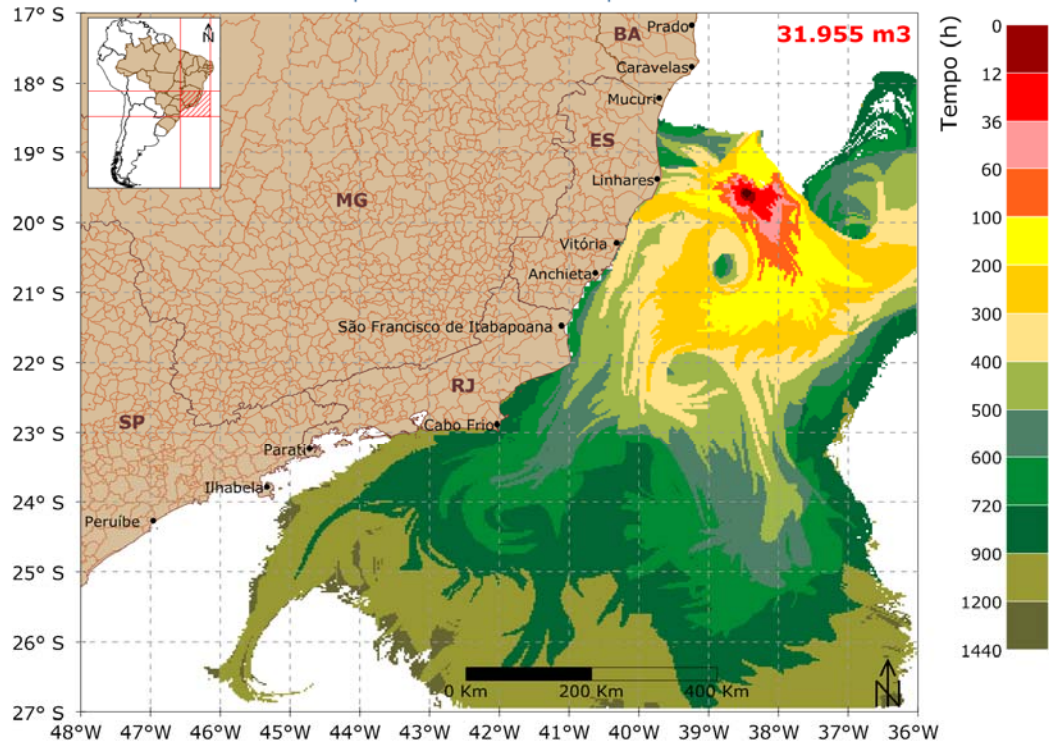 17° S
18° S
19° S
20° S
21° S
22° S
23° S
24° S
25° S
26° S
27° S
48°W 47°W 46°W 45°W 44°W 43°W 42°W 41°W 40°W 39°W 38°W 37°W 36°W
N
BA
Prado
31.955 m3
Caravelas
Mucuri
ES
Linhares
MG
Vitória
Anchieta
São Francisco de Itabapoana
RJ
SP
Cabo Frio
Parati
Ilhabela
Peruíbe
0 Km 200 Km 400 Km
N
Tempo (h)
0
12
36
60
100
200
300
400
500
600
720
900
1200
1440